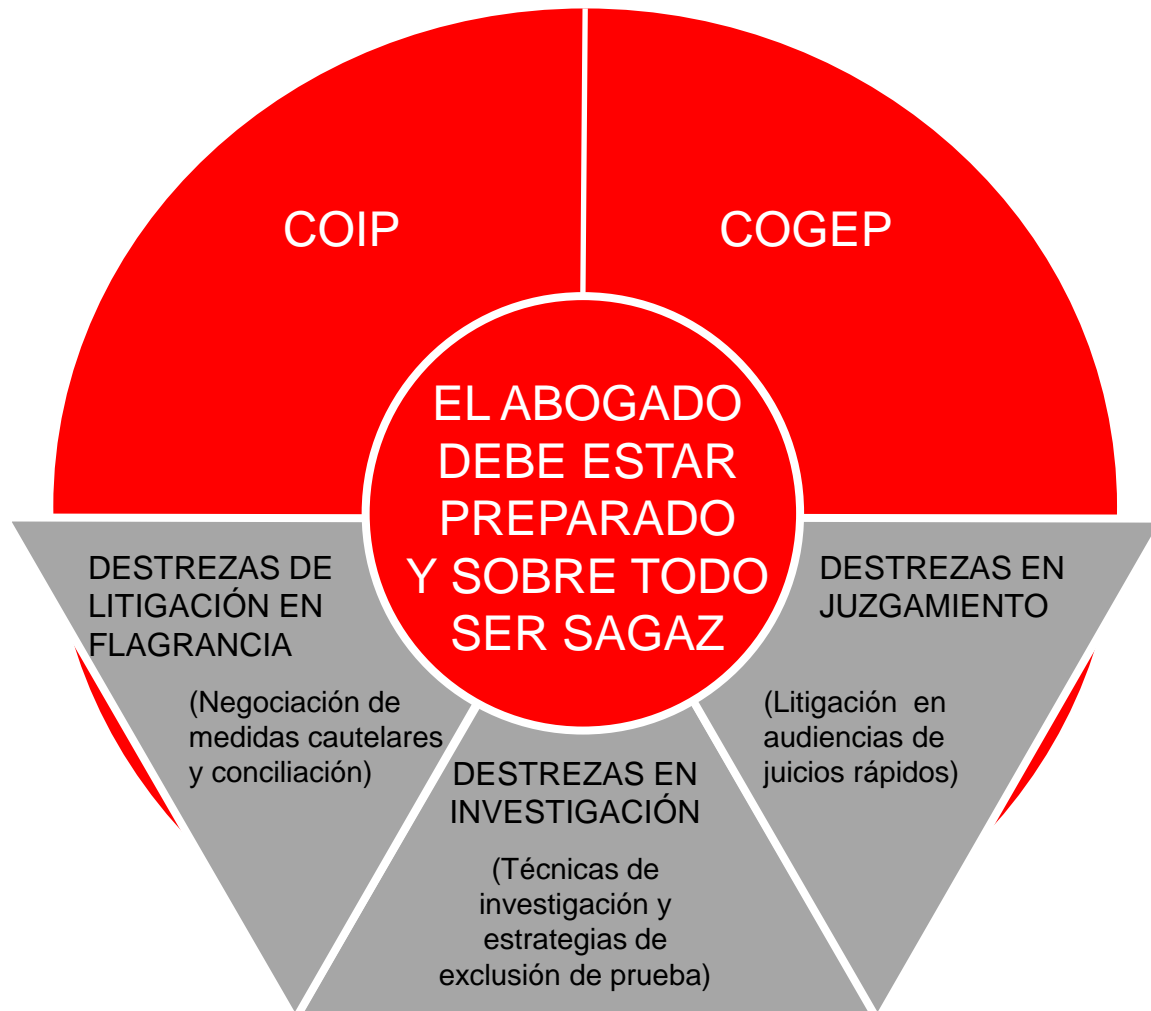 COIP
COGEP
EL ABOGADO
DEBE ESTAR
PREPARADO
Y SOBRE TODO
SER SAGAZ
DESTREZAS DE
LITIGACIÓN EN
FLAGRANCIA
(Negociación de
medidas cautelares
y conciliación)
DESTREZAS EN
INVESTIGACIÓN
(Técnicas de
investigación y
estrategias de
exclusión de prueba)
DESTREZAS EN
JUZGAMIENTO
(Litigación en
audiencias de
juicios rápidos)